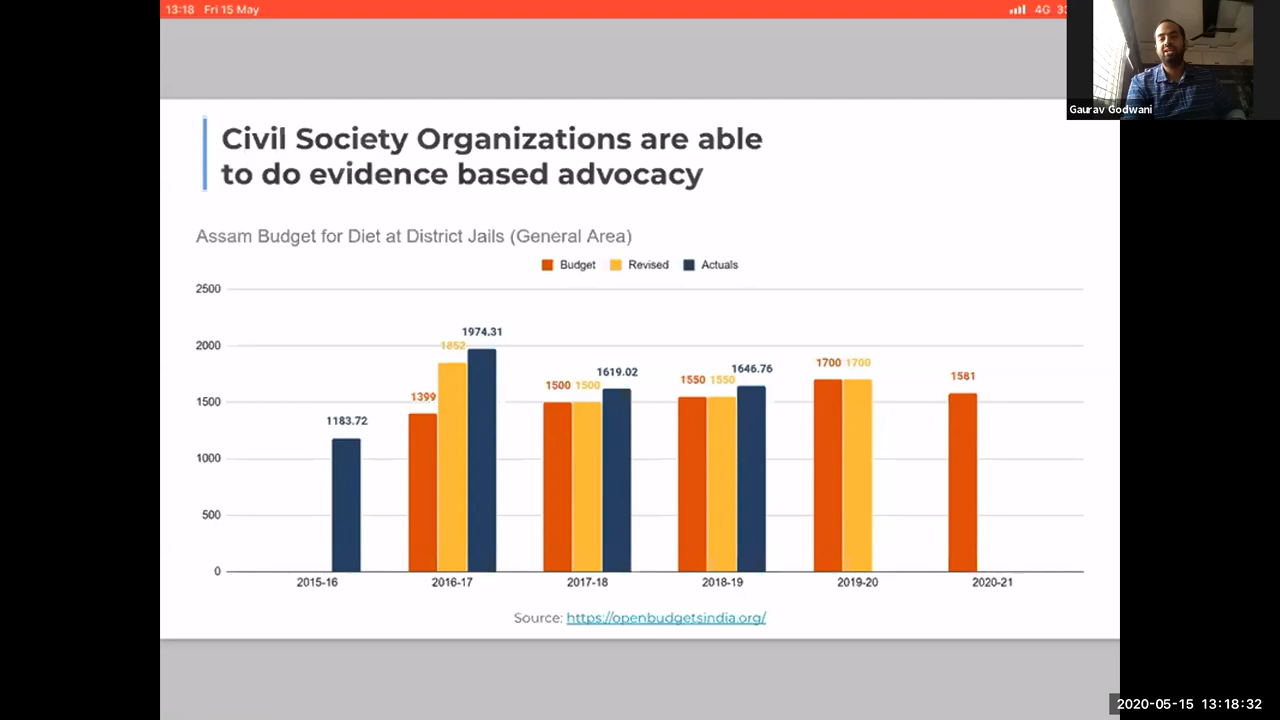 13:18 Fri 15 May
4G
Gaurav Godwani
Civil Society Organizations are able
to do evidence based advocacy
Assam Budget for Diet at District Jails (General Area)
Budget Revised Actuals
2500
2000
1500
1000
500
0
1183.72
1399 1852 1974.31
1500 1500 1619.02
1550 1550 1646.76
1700 1700
1581
2015-16 2016-17 2017-18 2018-19 2019-20 2020-21
Source: https://openbudgetsindia.org/
2020-05-15 13:18:32